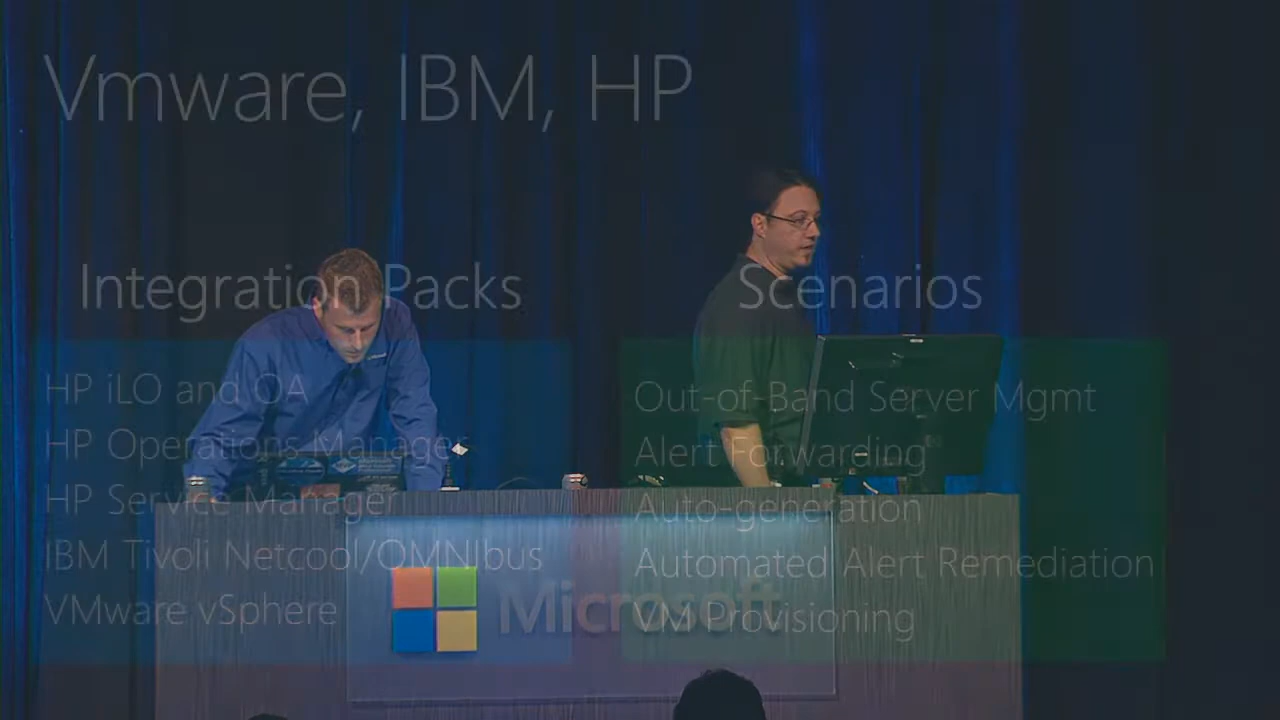 Vmware, IBM, HP
Integration Packs
Scenarios
HP iLO and OA
HP Operations Manager
HP Service Manager
IBM Tivoli Netcool/OMNIbus
VMware vSphere
Out-of Band Server Mgmt
Alert Forwarding
Auto-generation
Automated Alert Remediation
VM Provisioning
Microsoft